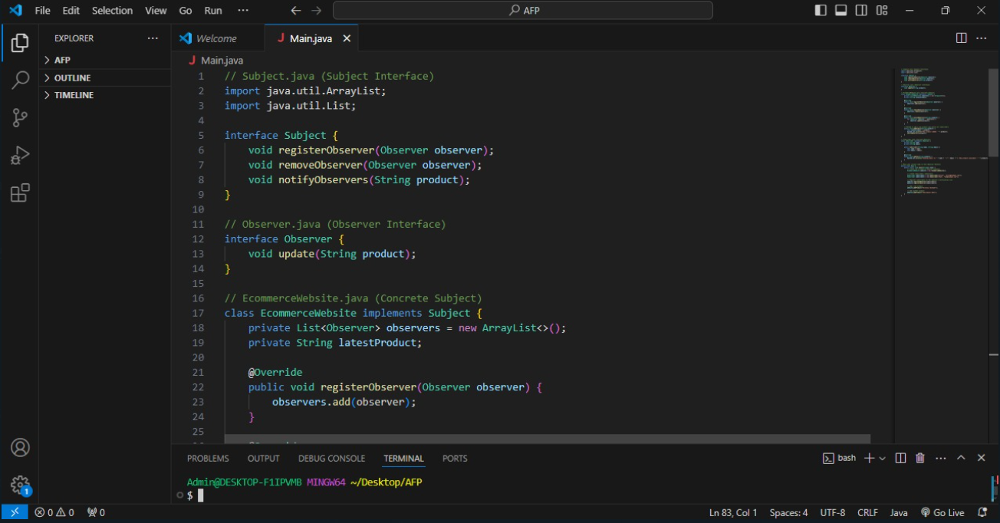 File Edit Selection View Go Run ··· AFP
EXPLORER ···
AFP
OUTLINE
TIMELINE
Welcome
J Main.java
J Main.java
1 // Subject.java (Subject Interface)
2 import java.util.ArrayList;
3 import java.util.List;
4
5 interface Subject {
6     void registerObserver(Observer observer);
7     void removeObserver(Observer observer);
8     void notifyObservers(String product);
9 }
10
11 // Observer.java (Observer Interface)
12 interface Observer {
13     void update(String product);
14 }
15
16 // EcommerceWebsite.java (Concrete Subject)
17 class EcommerceWebsite implements Subject {
18     private List<Observer> observers = new ArrayList<>();
19     private String latestProduct;
20
21     @Override
22     public void registerObserver(Observer observer) {
23         observers.add(observer);
24     }
25
PROBLEMS OUTPUT DEBUG CONSOLE TERMINAL PORTS bash
Admin@DESKTOP-F1IPVMB MINGW64 ~/Desktop/AFP
$
1
0 0 0 Ln 83, Col 1 Spaces: 4 UTF-8 CRLF Java Go Live